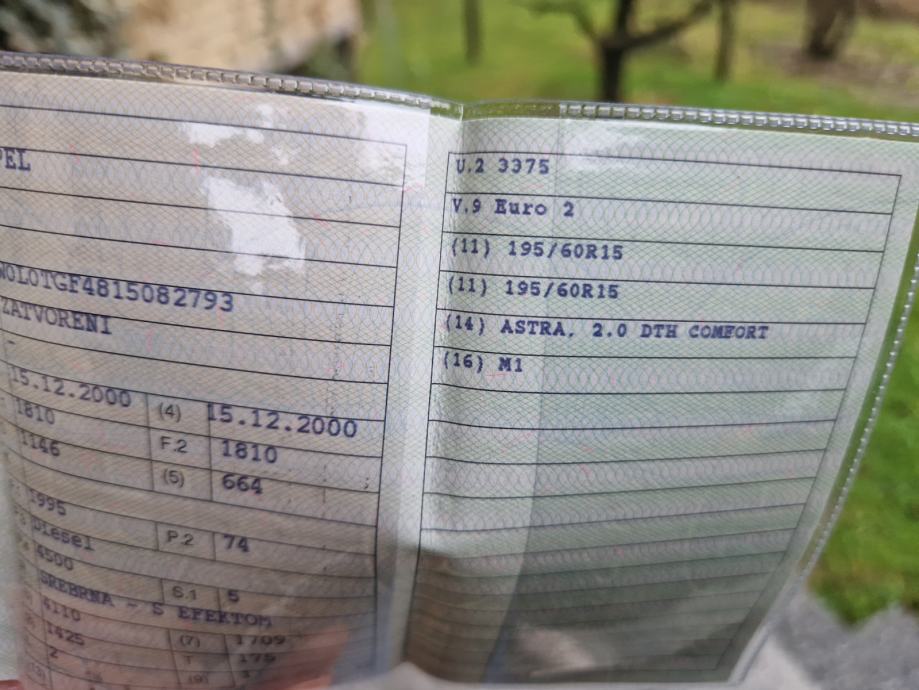 PEL
W0L0TGF4815082793
ZATVORENI
-
15.12.2000 (4) 15.12.2000
1810 F.2 1810
1146 (5) 664
1995
Diesel P.2 74
4500
SREBRNA - S EFEKTOM S.1 5
4110
1425 (7) 1709
2 T 175
(9)
U.2 3375
V.9 Euro 2
(11) 195/60R15
(11) 195/60R15
(14) ASTRA, 2.0 DTH COMFORT
(16) M1